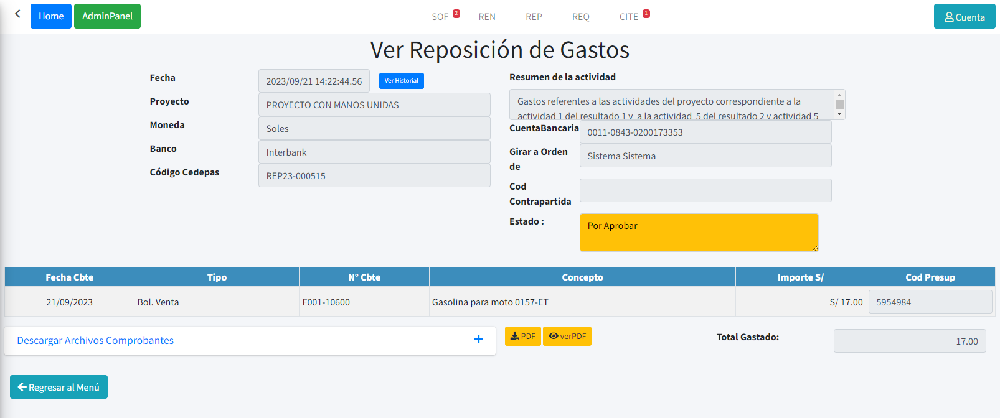 Home
AdminPanel
SOF 2
REN
REP
REQ
CITE 1
Cuenta
Ver Reposición de Gastos
Fecha
2023/09/21 14:22:44.56
Ver Historial
Proyecto
PROYECTO CON MANOS UNIDAS
Moneda
Soles
Banco
Interbank
Código Cedepas
REP23-000515
Resumen de la actividad
Gastos referentes a las actividades del proyecto correspondiente a la
actividad 1 del resultado 1 y a la actividad 5 del resultado 2 y actividad 5
CuentaBancaria
0011-0843-0200173353
Girar a Orden
de
Sistema Sistema
Cod
Contrapartida
Estado :
Por Aprobar
Fecha Cbte
Tipo
N° Cbte
Concepto
Importe S/
Cod Presup
21/09/2023
Bol. Venta
F001-10600
Gasolina para moto 0157-ET
S/ 17.00
5954984
Descargar Archivos Comprobantes
PDF
verPDF
Total Gastado:
17.00
Regresar al Menú